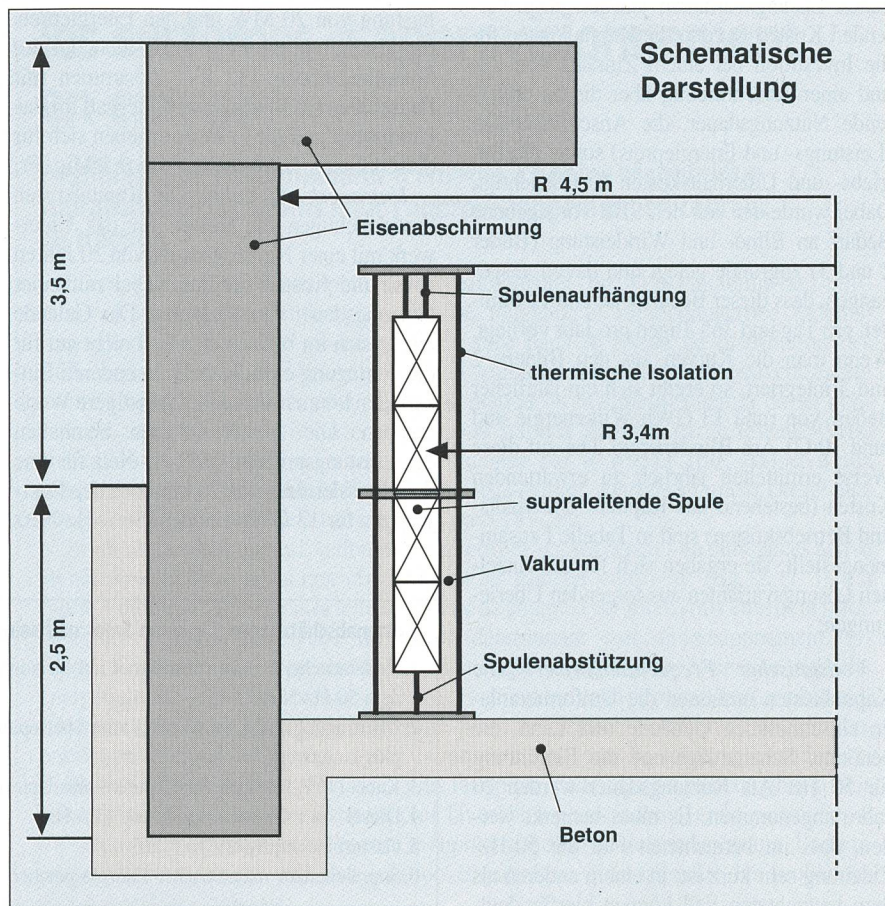 Schematische
Darstellung
R 4,5 m
Eisenabschirmung
3,5 m
Spulenaufhängung
thermische Isolation
R 3,4m
supraleitende Spule
Vakuum
2,5 m
Spulenabstützung
Beton